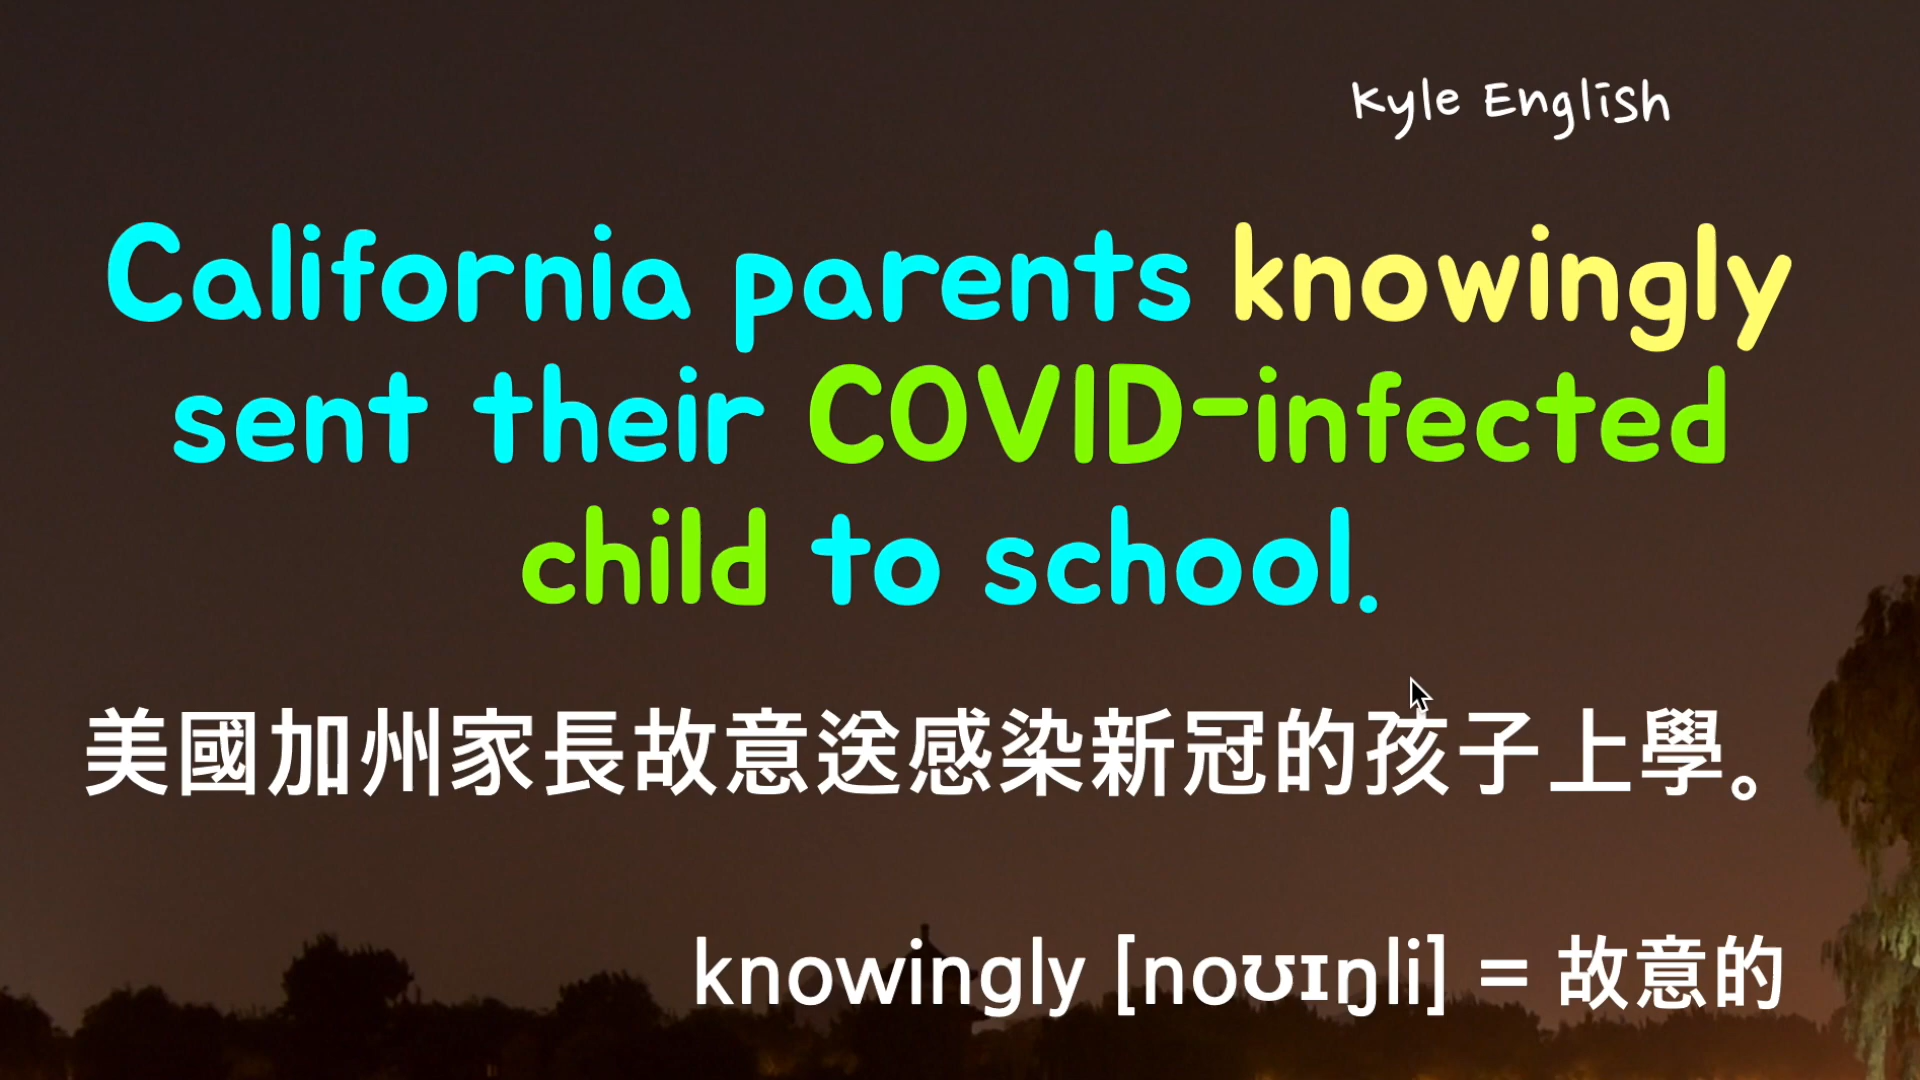 Kyle English
California parents knowingly
sent their COVID-infected
child to school.
美國加州家長故意送感染新冠的孩子上學。
knowingly [noʊɪŋli] = 故意的